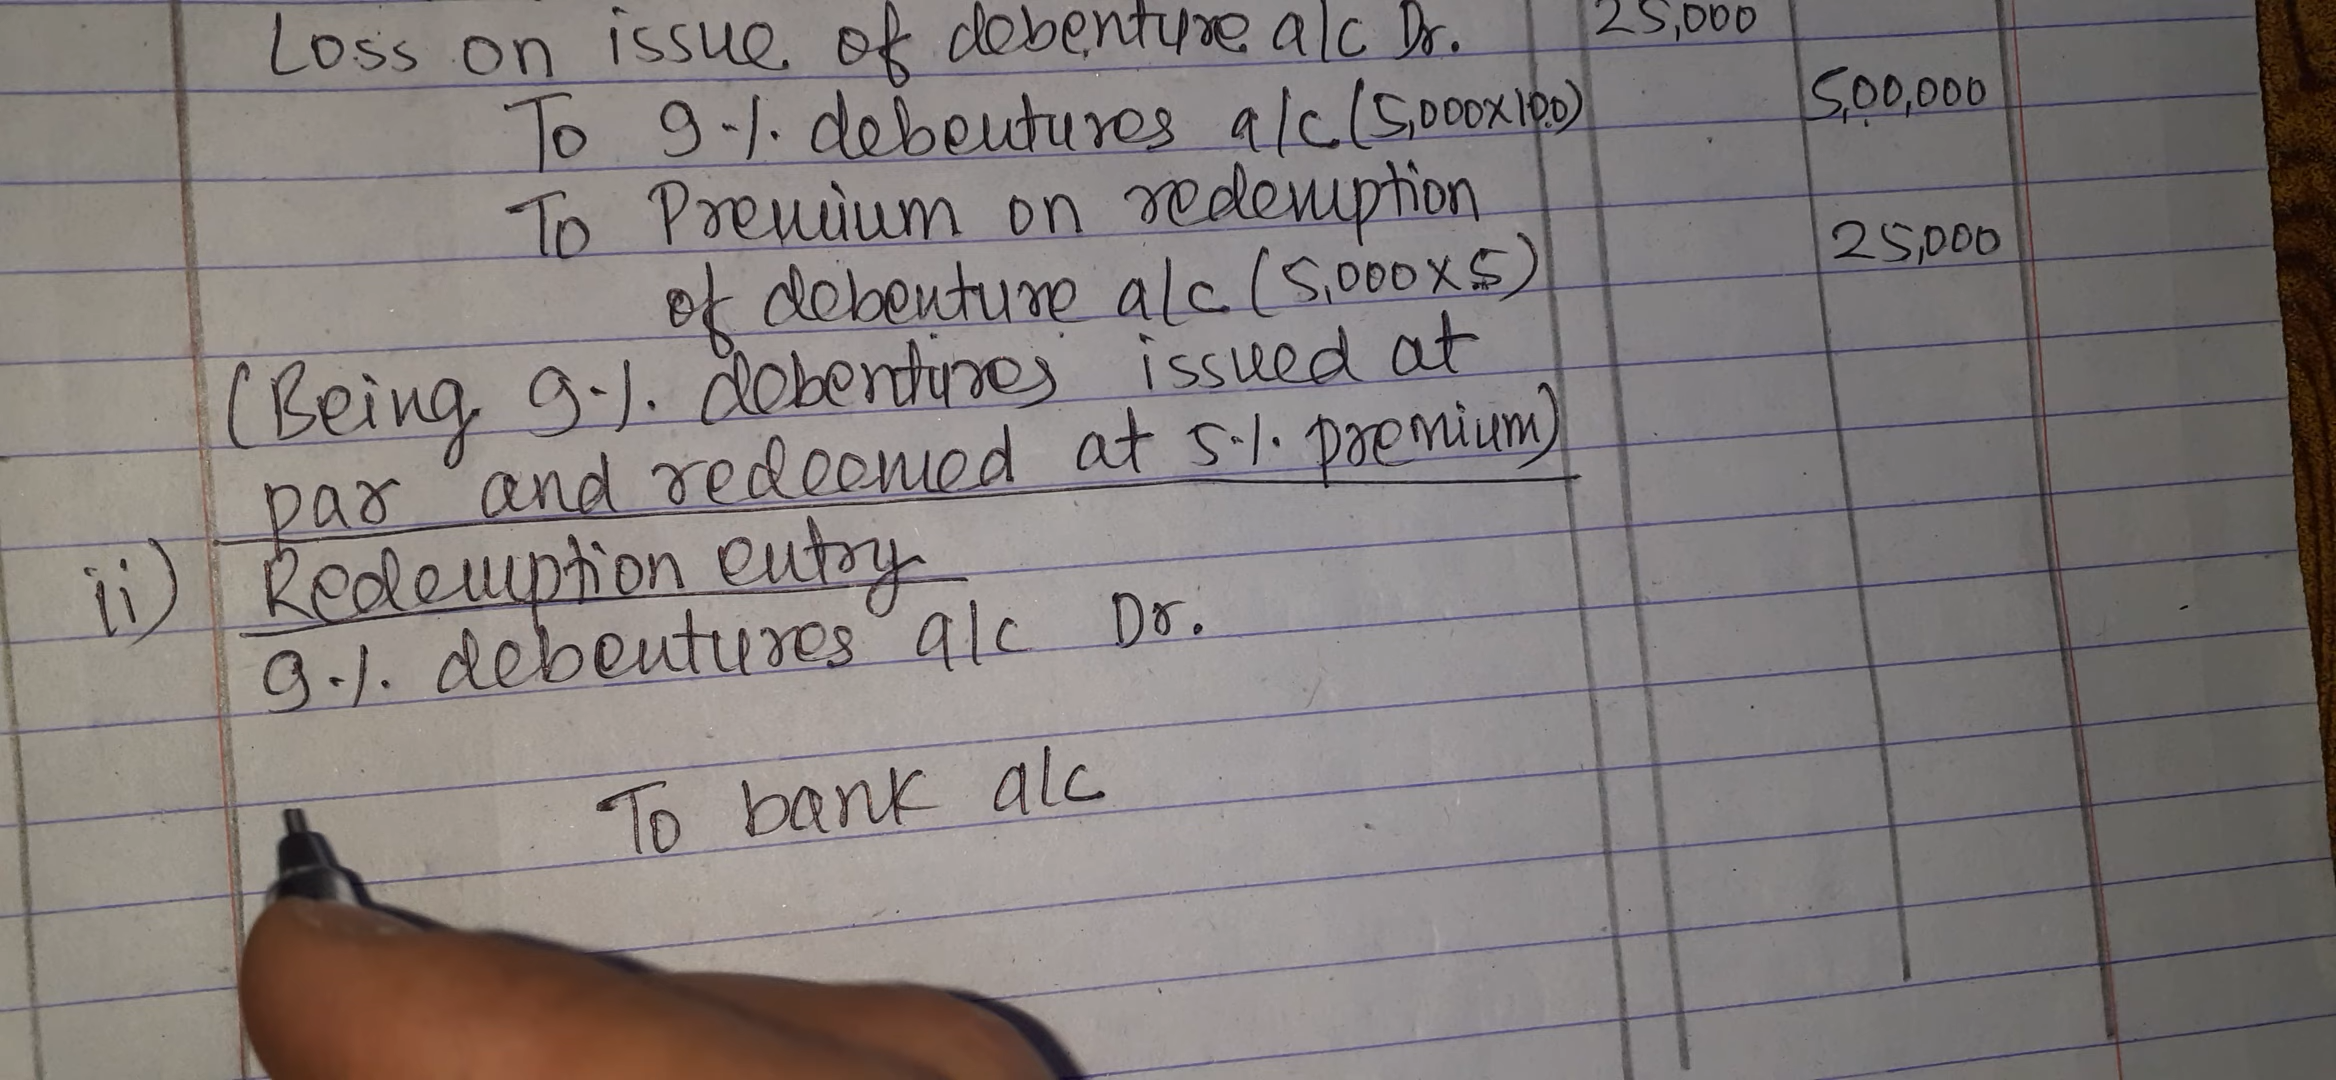 Loss on issue of debenture a/c Dr. 25,000
To 9%. debentures a/c (5,000x100) 5,00,000
To Premium on redemption
of debenture a/c (5,000x5) 25,000
(Being 9%. debentures issued at
par and redeemed at 5%. premium)
ii) Redemption entry
9%. debentures a/c Dr.
To bank a/c